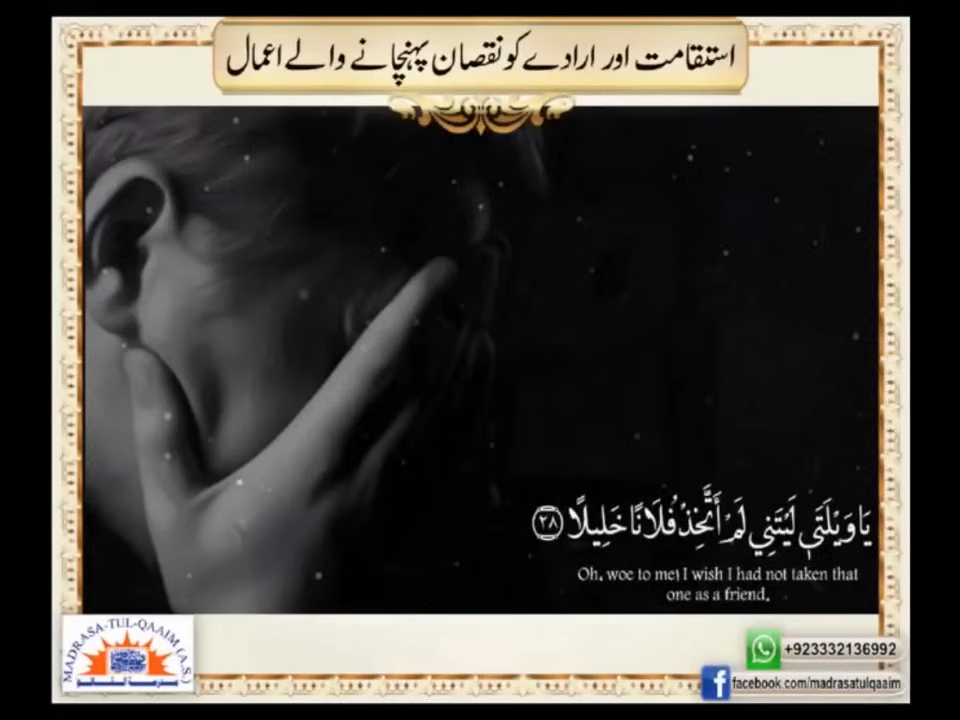 استقامت اور ارادے کو نقصان پہنچانے والے اعمال
يَا وَيْلَتَىٰ لَيْتَنِي لَمْ أَتَّخِذْ فُلَانًا خَلِيلًا ٢٨
Oh, woe to me! I wish I had not taken that
one as a friend.
MADRASA-TUL-QAAIM (A.S.)
+923332136992
facebook.com/madrasatulqaaim